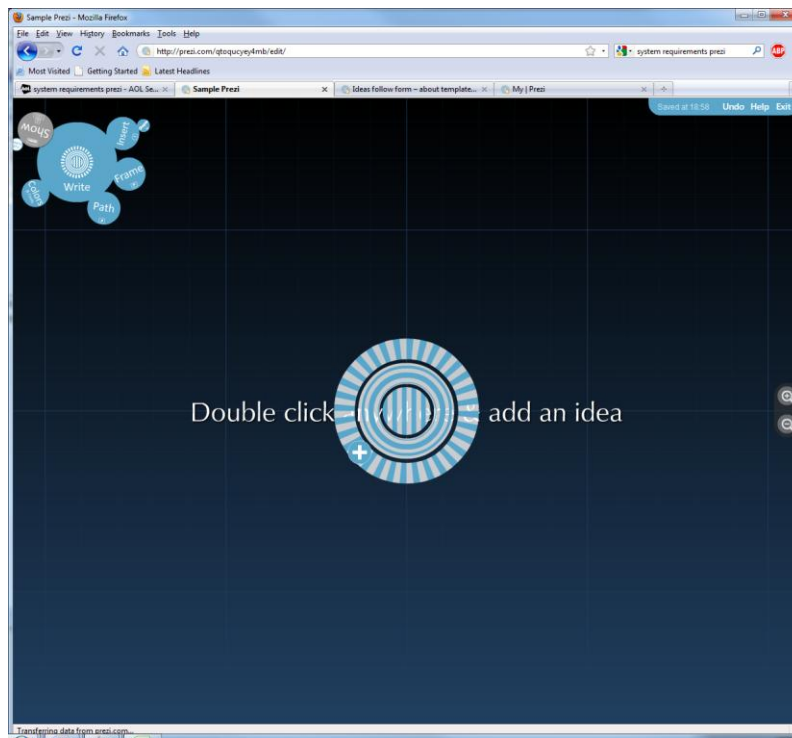 Sample Prezi - Mozilla Firefox
File Edit View History Bookmarks Tools Help
http://prezi.com/qtoqucyey4mb/edit/ system requirements prezi ABP
Most Visited Getting Started Latest Headlines
system requirements prezi - AOL Se... Sample Prezi Ideas follow form – about template... My | Prezi
Saved at 18:58 Undo Help Exit
Show
Insert
Write
Frame
Colors
Path
Double click anywhere & add an idea
Transferring data from prezi.com...